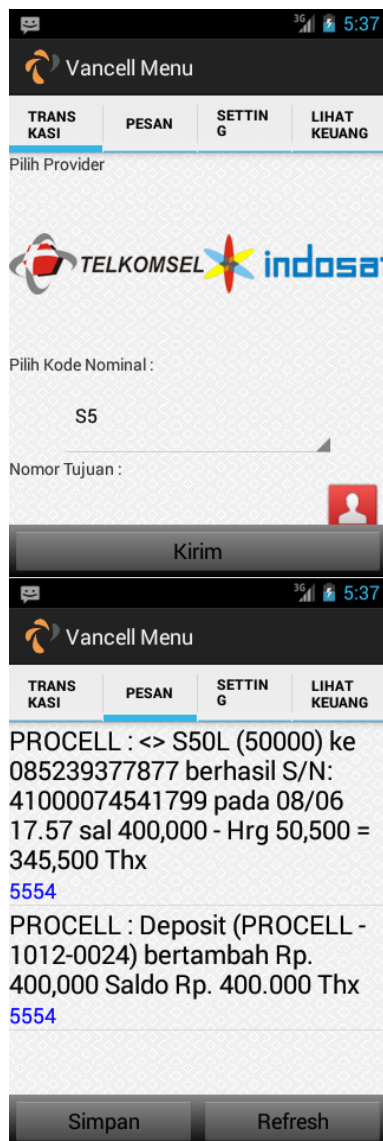 3G 5:37
Vancell Menu
TRANS
KASI
PESAN
SETTIN
G
LIHAT
KEUANG
Pilih Provider
TELKOMSEL indosat
Pilih Kode Nominal :
S5
Nomor Tujuan :
Kirim
3G 5:37
Vancell Menu
TRANS
KASI
PESAN
SETTIN
G
LIHAT
KEUANG
PROCELL : <> S50L (50000) ke
085239377877 berhasil S/N:
41000074541799 pada 08/06
17.57 sal 400,000 - Hrg 50,500 =
345,500 Thx
5554
PROCELL : Deposit (PROCELL -
1012-0024) bertambah Rp.
400,000 Saldo Rp. 400.000 Thx
5554
Simpan
Refresh